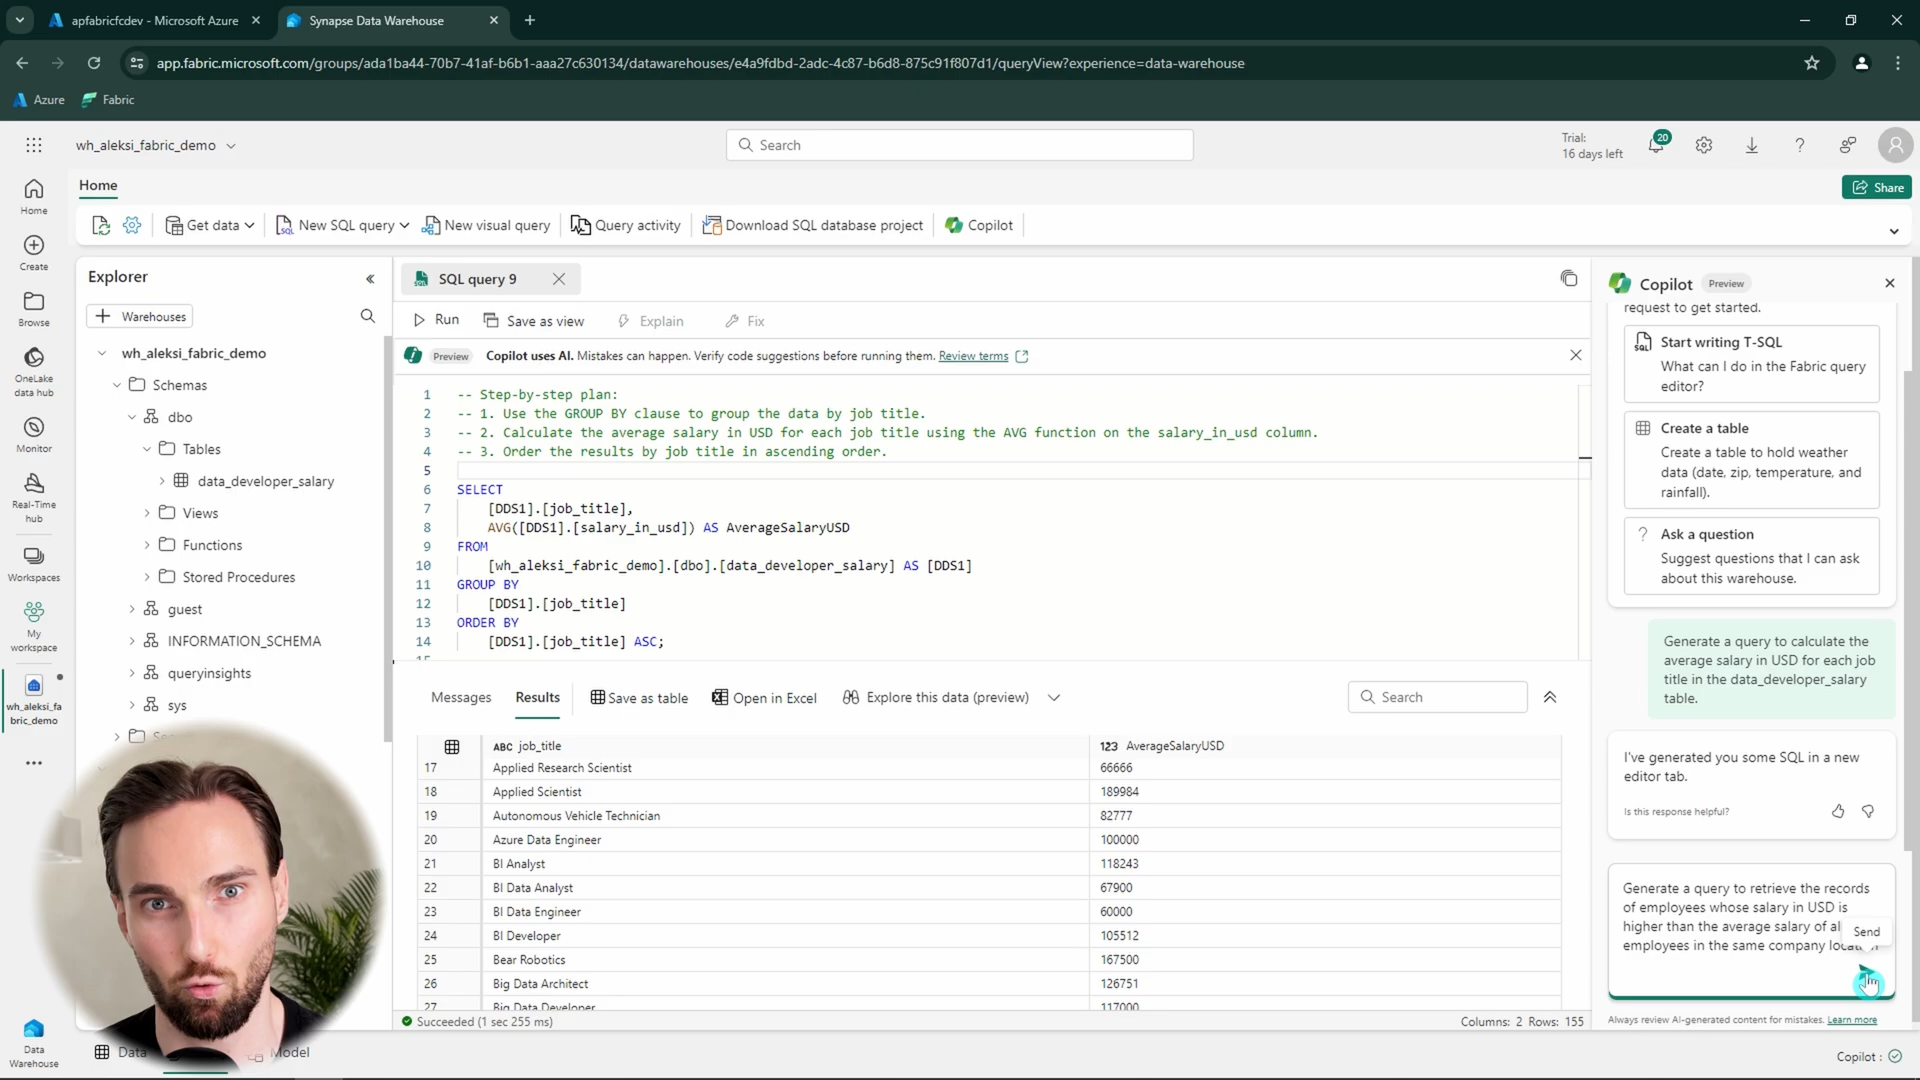 apfabricfcdev - Microsoft Azure
Synapse Data Warehouse
app.fabric.microsoft.com/groups/ada1ba44-70b7-41af-b6b1-aaa27c630134/datawarehouses/e4a9fdbd-2adc-4c87-b6d8-875c91f807d1/queryView?experience=data-warehouse
Azure
Fabric
wh_aleksi_fabric_demo
Search
Trial:
16 days left
20
Home
Share
Get data
New SQL query
New visual query
Query activity
Download SQL database project
Copilot
Home
Create
Browse
OneLake
data hub
Monitor
Real-Time
hub
Workspaces
My
workspace
wh_aleksi_fa
bric_demo
Data
Warehouse
Explorer
Warehouses
wh_aleksi_fabric_demo
Schemas
dbo
Tables
data_developer_salary
Views
Functions
Stored Procedures
guest
INFORMATION_SCHEMA
queryinsights
sys
Data
Model
SQL query 9
Run
Save as view
Explain
Fix
Preview
Copilot uses AI. Mistakes can happen. Verify code suggestions before running them. Review terms
1 -- Step-by-step plan:
2 -- 1. Use the GROUP BY clause to group the data by job title.
3 -- 2. Calculate the average salary in USD for each job title using the AVG function on the salary_in_usd column.
4 -- 3. Order the results by job title in ascending order.
5
6 SELECT
7 [DDS1].[job_title],
8 AVG([DDS1].[salary_in_usd]) AS AverageSalaryUSD
9 FROM
10 [wh_aleksi_fabric_demo].[dbo].[data_developer_salary] AS [DDS1]
11 GROUP BY
12 [DDS1].[job_title]
13 ORDER BY
14 [DDS1].[job_title] ASC;
Messages
Results
Save as table
Open in Excel
Explore this data (preview)
Search
ABC job_title 123 AverageSalaryUSD
17 Applied Research Scientist 66666
18 Applied Scientist 189984
19 Autonomous Vehicle Technician 82777
20 Azure Data Engineer 100000
21 BI Analyst 118243
22 BI Data Analyst 67900
23 BI Data Engineer 60000
24 BI Developer 105512
25 Bear Robotics 167500
26 Big Data Architect 126751
27 Big Data Developer 117000
Succeeded (1 sec 255 ms)
Columns: 2 Rows: 155
Copilot
Preview
request to get started.
Start writing T-SQL
What can I do in the Fabric query
editor?
Create a table
Create a table to hold weather
data (date, zip, temperature, and
rainfall).
Ask a question
Suggest questions that I can ask
about this warehouse.
Generate a query to calculate the
average salary in USD for each job
title in the data_developer_salary
table.
I've generated you some SQL in a new
editor tab.
Is this response helpful?
Generate a query to retrieve the records
of employees whose salary in USD is
higher than the average salary of al
employees in the same company
Send
Always review AI-generated content for mistakes. Learn more
Copilot :